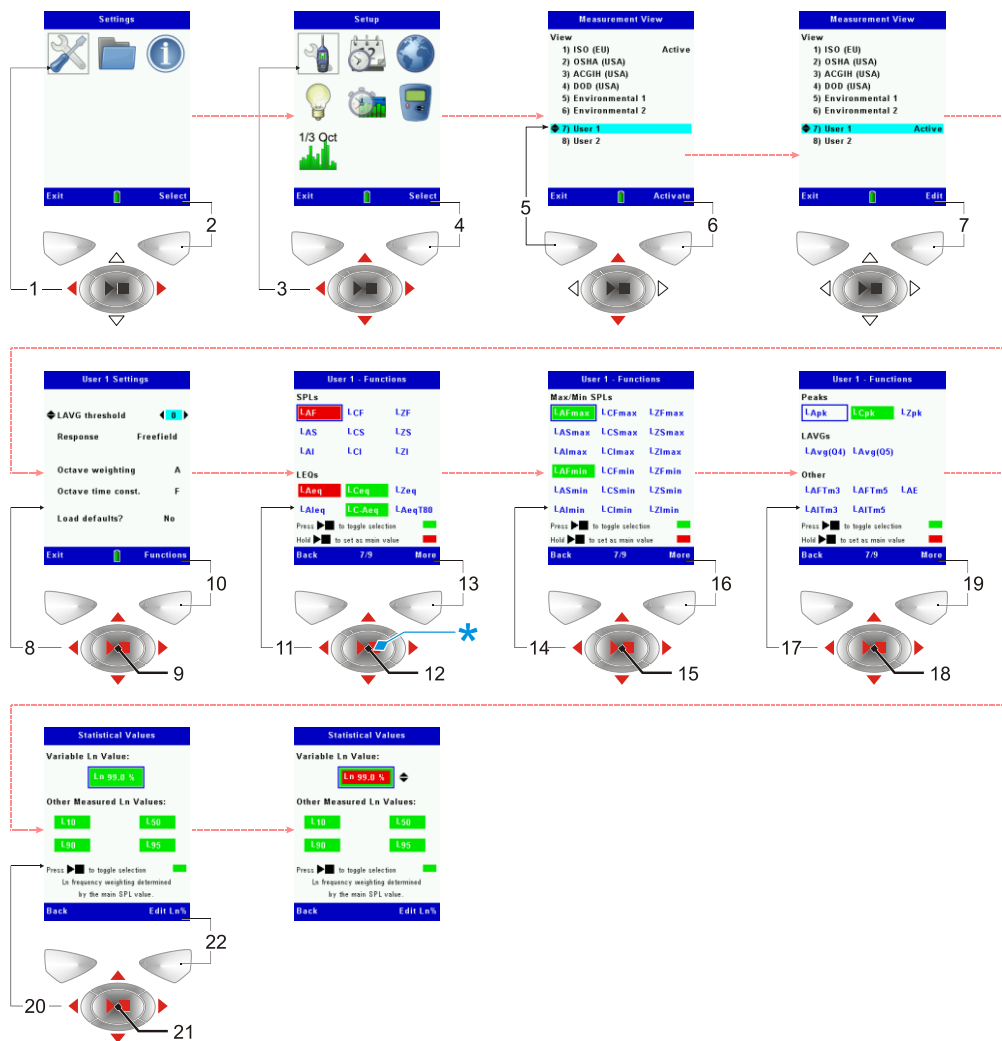 Settings
Exit Select
1
2
Setup
1/3 Oct
Exit Select
3
4
Measurement View
View
1) ISO (EU) Active
2) OSHA (USA)
3) ACGIH (USA)
4) DOD (USA)
5) Environmental 1
6) Environmental 2
7) User 1
8) User 2
Exit Activate
5
6
Measurement View
View
1) ISO (EU)
2) OSHA (USA)
3) ACGIH (USA)
4) DOD (USA)
5) Environmental 1
6) Environmental 2
7) User 1 Active
8) User 2
Exit Edit
7
User 1 Settings
LAVG threshold 0
Response Freefield
Octave weighting A
Octave time const. F
Load defaults? No
Exit Functions
8
9
10
User 1 - Functions
SPLs
LAF LCF LZF
LAS LCS LZS
LAI LCI LZI
LEQs
LAeq LCeq LZeq
LAIeq LC-Aeq LAeqT80
Press to toggle selection
Hold to set as main value
Back 7/9 More
11
12
13
*
User 1 - Functions
Max/Min SPLs
LAFmax LCFmax LZFmax
LASmax LCSmax LZSmax
LAImax LCImax LZImax
LAFmin LCFmin LZFmin
LASmin LCSmin LZSmin
LAImin LCImin LZImin
Press to toggle selection
Hold to set as main value
Back 7/9 More
14
15
16
User 1 - Functions
Peaks
LApk LCpk LZpk
LAVGs
LAvg(Q4) LAvg(Q5)
Other
LAFTm3 LAFTm5 LAE
LAITm3 LAITm5
Press to toggle selection
Hold to set as main value
Back 7/9 More
17
18
19
Statistical Values
Variable Ln Value:
Ln 99.0 %
Other Measured Ln Values:
L10 L50
L90 L95
Press to toggle selection
Ln frequency weighting determined
by the main SPL value.
Back Edit Ln%
20
21
22
Statistical Values
Variable Ln Value:
Ln 99.0 %
Other Measured Ln Values:
L10 L50
L90 L95
Press to toggle selection
Ln frequency weighting determined
by the main SPL value.
Back Edit Ln%